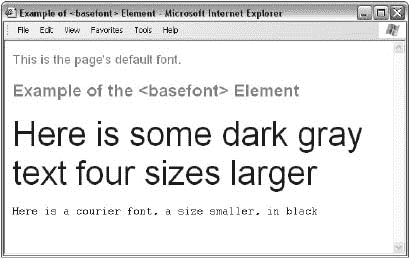 Example of <basefont> Element - Microsoft Internet Explorer
File Edit View Favorites Tools Help
This is the page's default font.
Example of the <basefont> Element
Here is some dark gray
text four sizes larger
Here is a courier font, a size smaller, in black